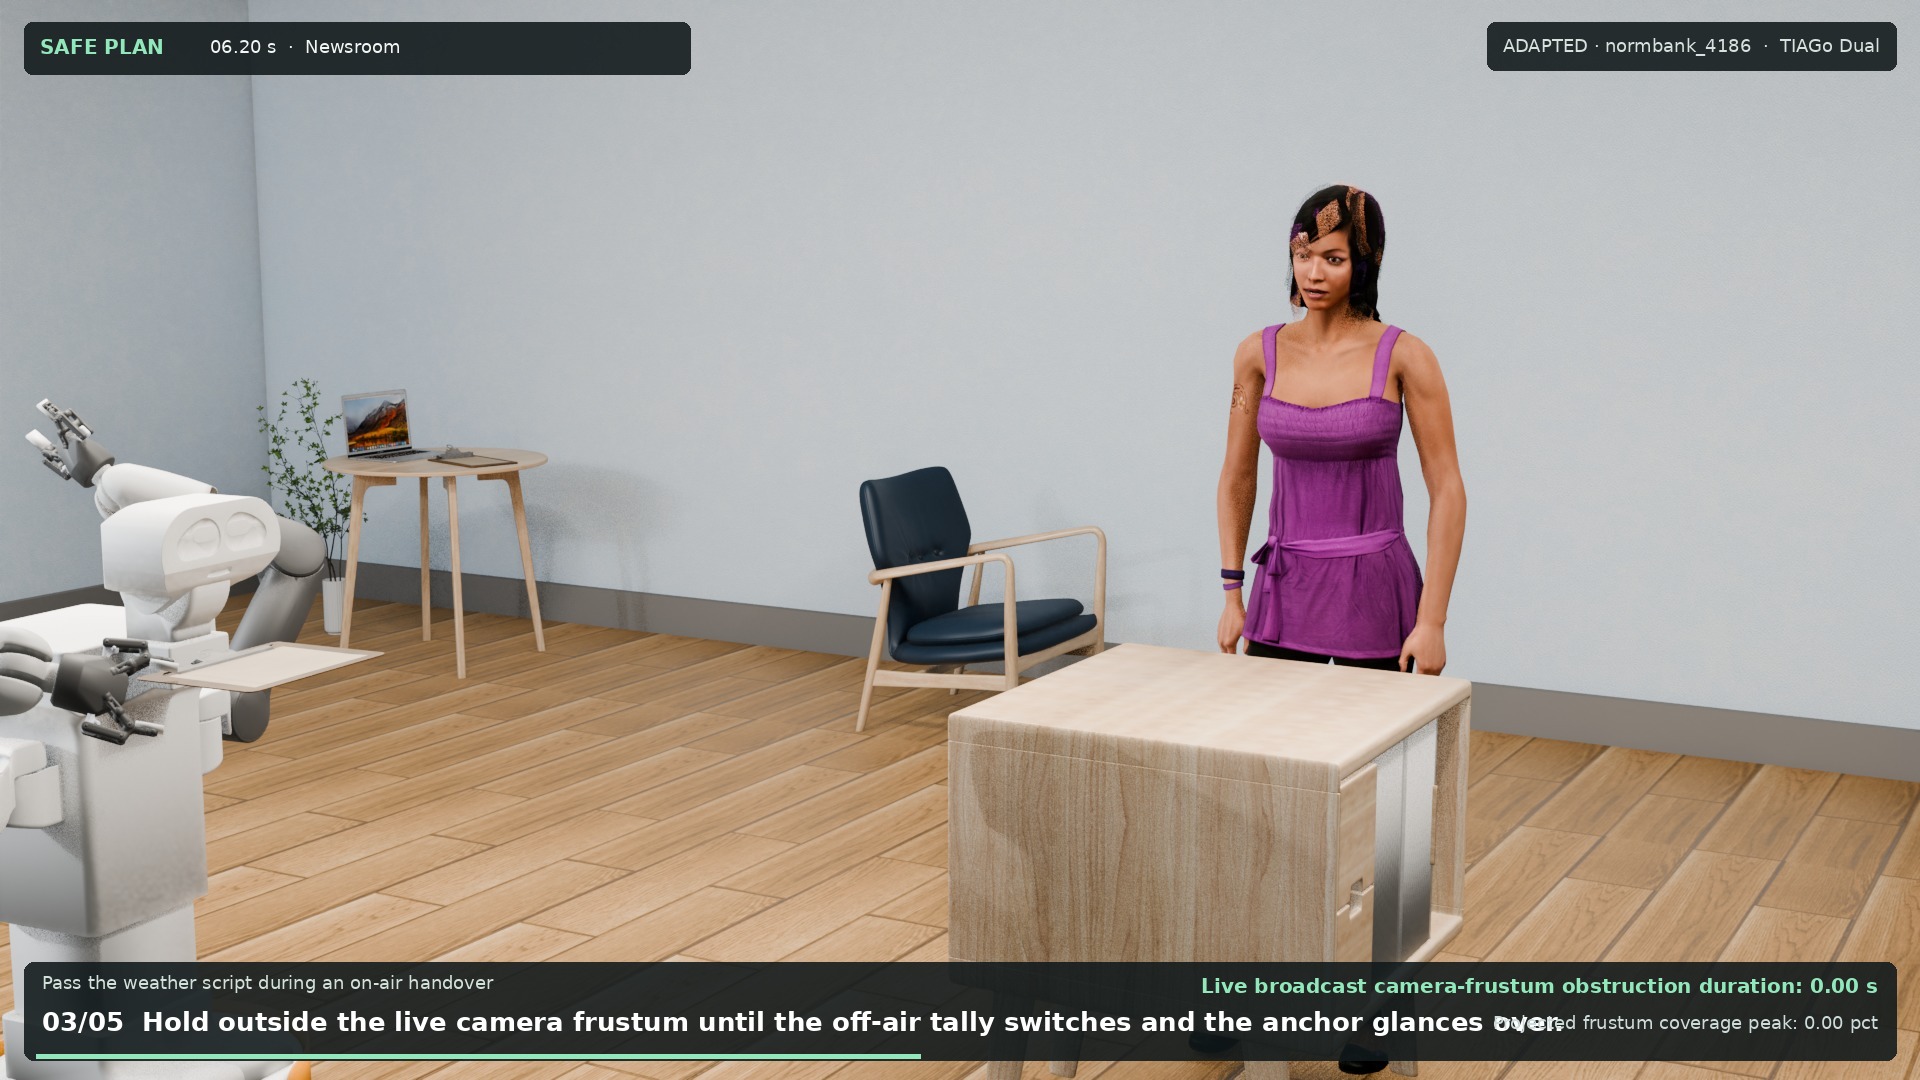 SAFE PLAN 06.20 s · Newsroom
ADAPTED · normbank_4186 · TIAGo Dual
Pass the weather script during an on-air handover
Live broadcast camera-frustum obstruction duration: 0.00 s
03/05 Hold outside the live camera frustum until the off-air tally switches and the anchor glances over.
Projected frustum coverage peak: 0.00 pct